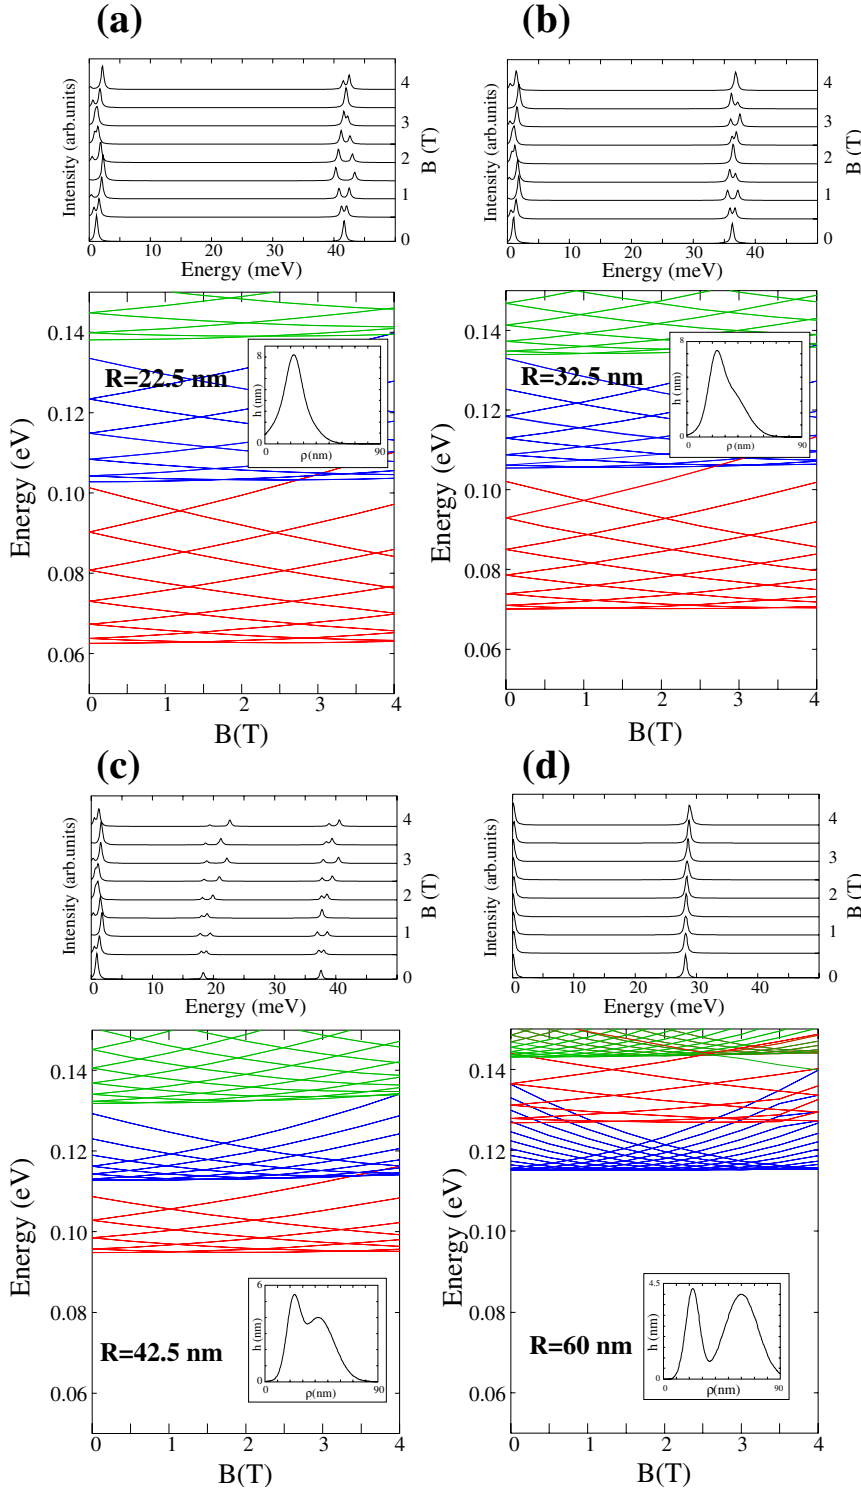 (a)
Intensity (arb.units)
4
3
2
1
0
B (T)
0 10 20 30 40
Energy (meV)
Energy (eV)
0.14
0.12
0.10
0.08
0.06
R=22.5 nm
h (nm)
8
0
0 90
ρ(nm)
0 1 2 3 4
B(T)
(b)
Intensity (arb.units)
4
3
2
1
0
B (T)
0 10 20 30 40
Energy (meV)
Energy (eV)
0.14
0.12
0.10
0.08
0.06
R=32.5 nm
h (nm)
8
0
0 90
ρ(nm)
0 1 2 3 4
B(T)
(c)
Intensity (arb.units)
4
3
2
1
0
B (T)
0 10 20 30 40
Energy (meV)
Energy (eV)
0.14
0.12
0.10
0.08
0.06
R=42.5 nm
h (nm)
6
0
0 90
ρ(nm)
0 1 2 3 4
B(T)
(d)
Intensity (arb.units)
4
3
2
1
0
B (T)
0 10 20 30 40
Energy (meV)
Energy (eV)
0.14
0.12
0.10
0.08
0.06
R=60 nm
h (nm)
4.5
0
0 90
ρ(nm)
0 1 2 3 4
B(T)